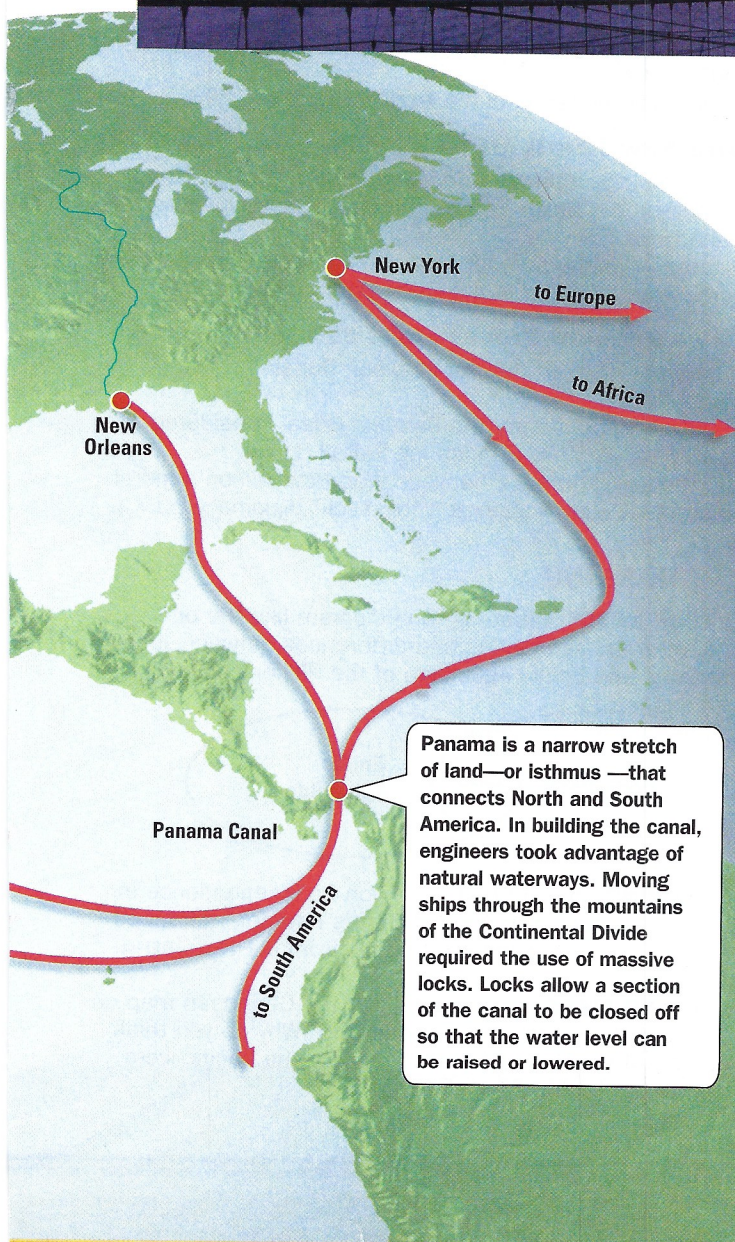 New York
to Europe
to Africa
New
Orleans
Panama is a narrow stretch
of land—or isthmus —that
connects North and South
America. In building the canal,
engineers took advantage of
natural waterways. Moving
ships through the mountains
of the Continental Divide
required the use of massive
locks. Locks allow a section
of the canal to be closed off
so that the water level can
be raised or lowered.
Panama Canal
to South America